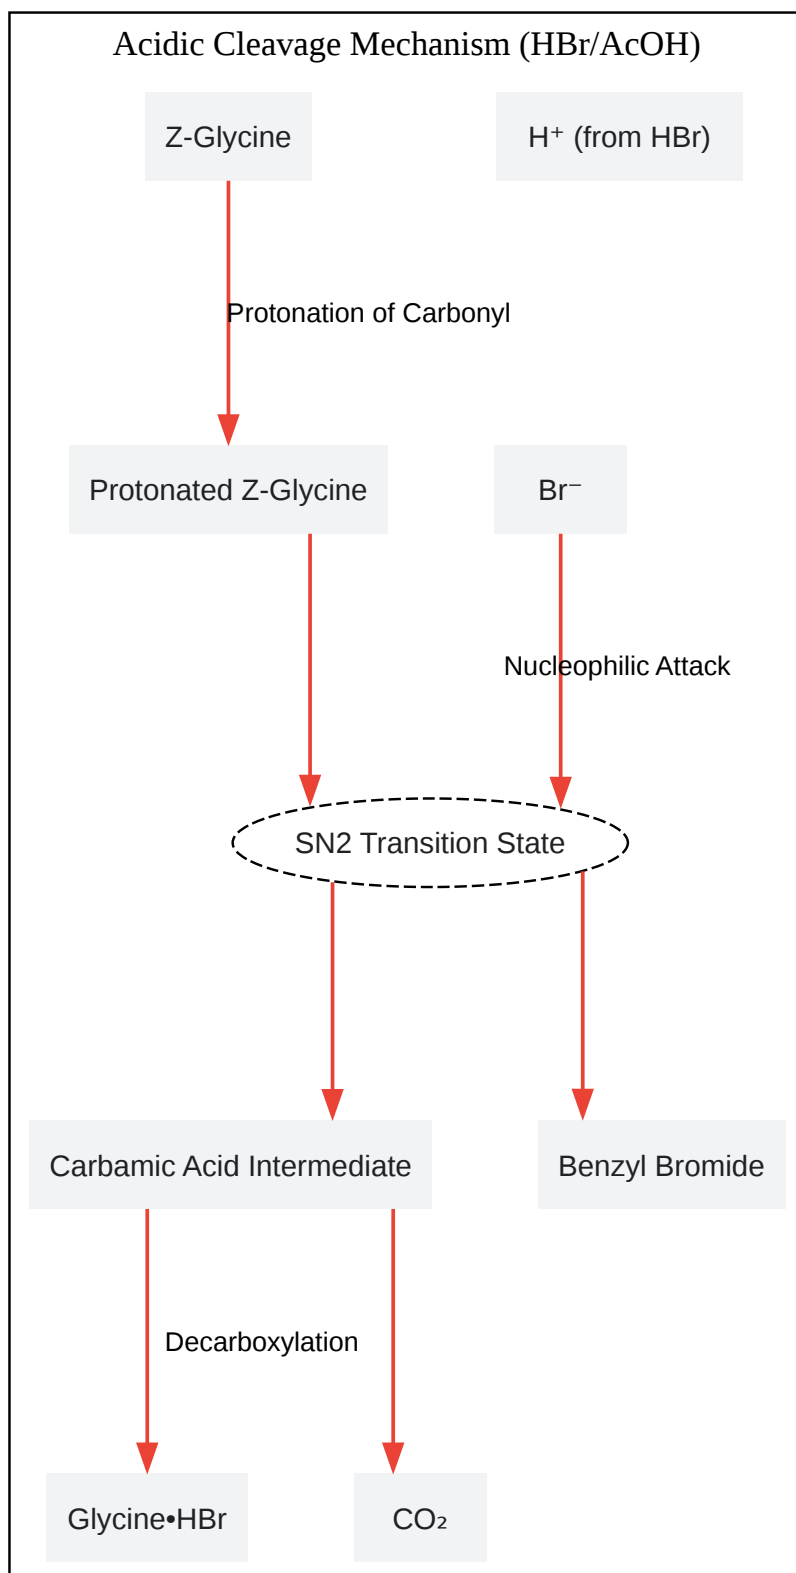 Acidic Cleavage Mechanism (HBr/AcOH)
Z-Glycine
H⁺ (from HBr)
Protonation of Carbonyl
Protonated Z-Glycine
Br⁻
Nucleophilic Attack
SN2 Transition State
Carbamic Acid Intermediate
Benzyl Bromide
Decarboxylation
Glycine•HBr
CO₂